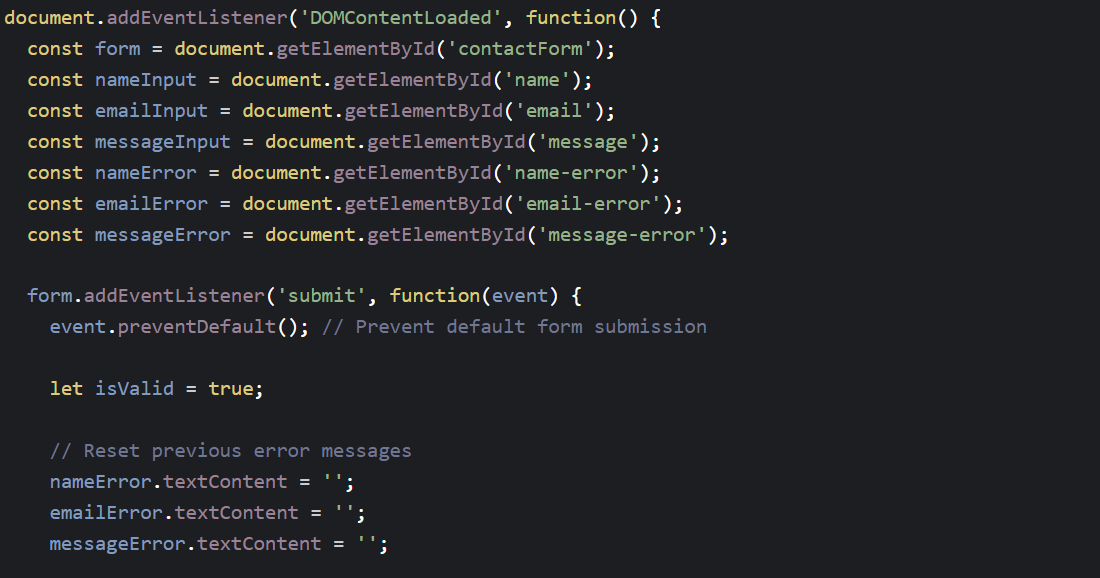 document.addEventListener('DOMContentLoaded', function() {
  const form = document.getElementById('contactForm');
  const nameInput = document.getElementById('name');
  const emailInput = document.getElementById('email');
  const messageInput = document.getElementById('message');
  const nameError = document.getElementById('name-error');
  const emailError = document.getElementById('email-error');
  const messageError = document.getElementById('message-error');

  form.addEventListener('submit', function(event) {
    event.preventDefault(); // Prevent default form submission

    let isValid = true;

    // Reset previous error messages
    nameError.textContent = '';
    emailError.textContent = '';
    messageError.textContent = '';